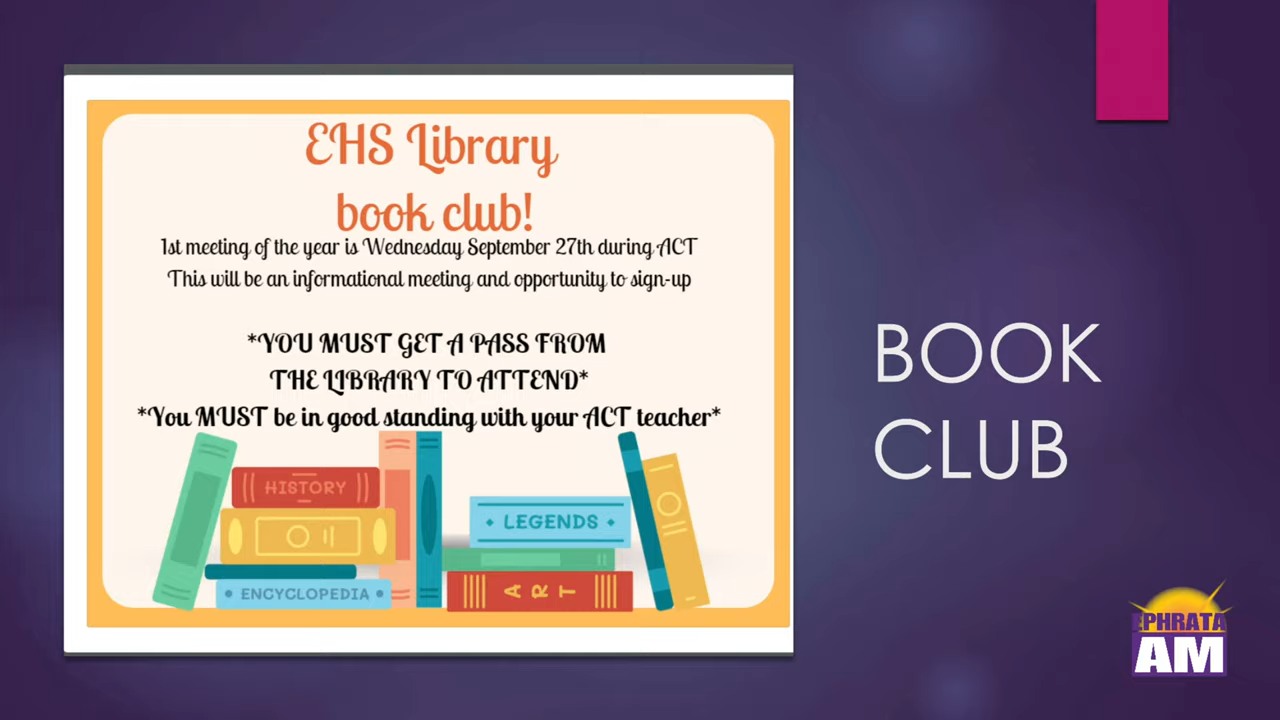 EHS Library
book club!
1st meeting of the year is Wednesday September 27th during ACT
This will be an informational meeting and opportunity to sign-up
*YOU MUST GET A PASS FROM
THE LIBRARY TO ATTEND*
*You MUST be in good standing with your ACT teacher*
HISTORY
LEGENDS
ENCYCLOPEDIA
ART
BOOK
CLUB
EPHRATA
AM